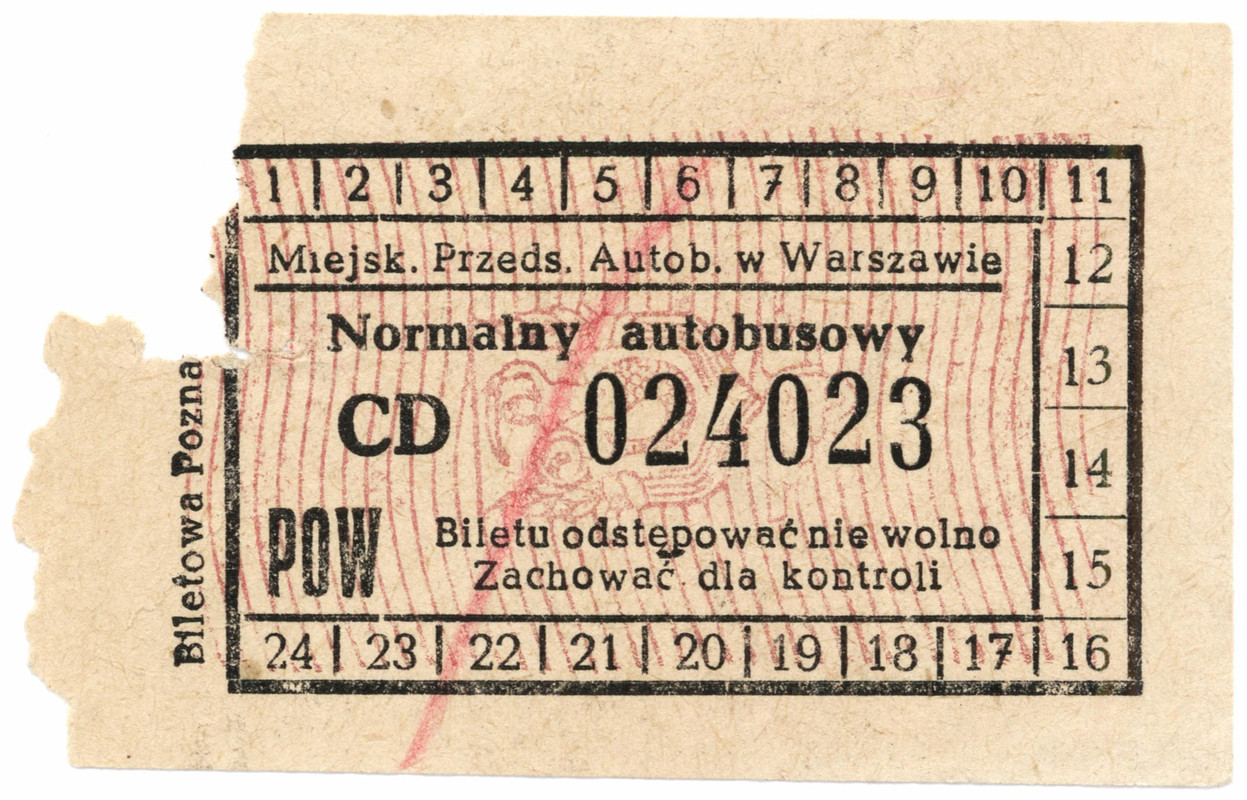 1 2 3 4 5 6 7 8 9 10 11
Miejsk. Przeds. Autob. w Warszawie
12
Normalny autobusowy
13
CD 024023
14
POW
Biletu odstępować nie wolno
Zachować dla kontroli
15
24 23 22 21 20 19 18 17 16
Biletowa Pozna